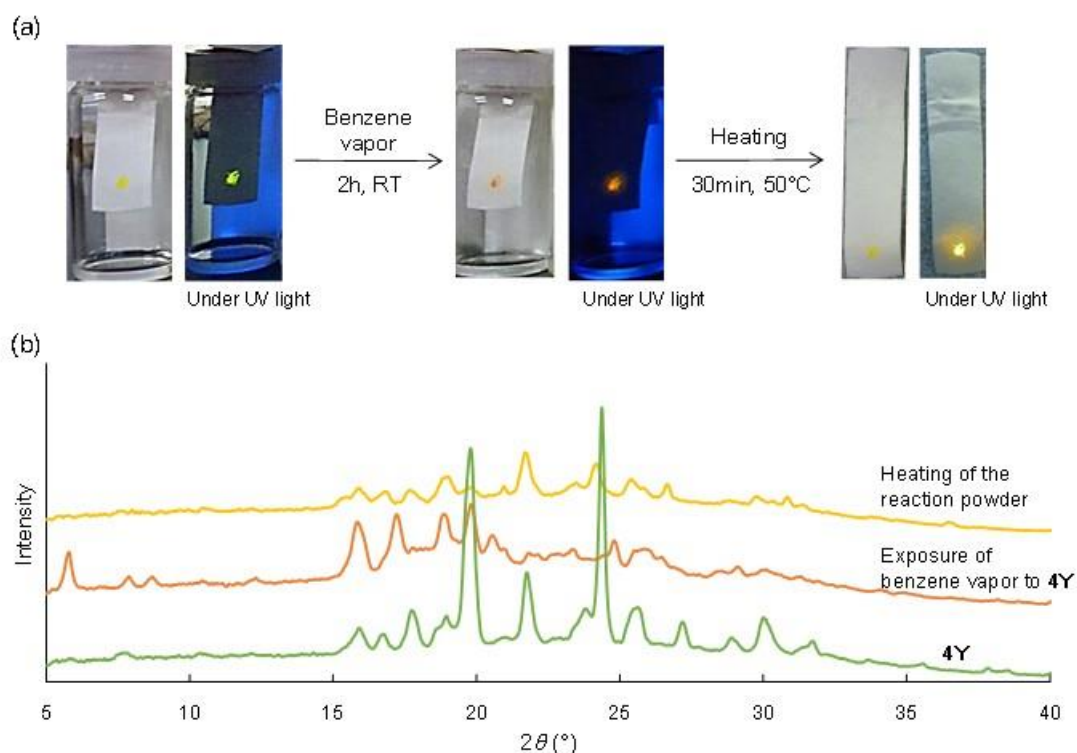 (a)
Benzene
vapor
2h, RT
Heating
30min, 50°C
Under UV light
Under UV light
Under UV light
(b)
Intensity
Heating of the
reaction powder
Exposure of
benzene vapor to 4Y
4Y
5 10 15 20 25 30 35 40
2θ (°)